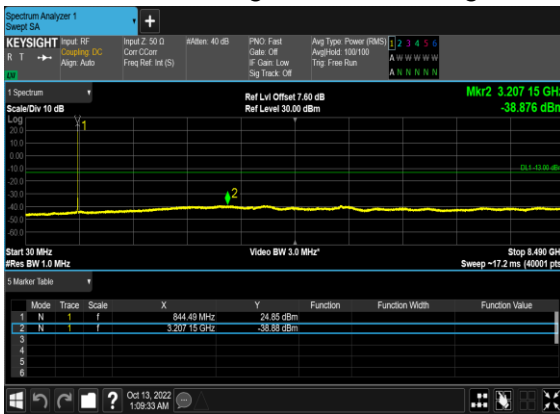 Spectrum Analyzer 1
Swept SA
+
KEYSIGHT Input: RF Input Z: 50 Ω #Atten: 40 dB PNO: Fast Avg Type: Power (RMS) 1 2 3 4 5 6
R T Coupling: DC Corr CCorr Gate: Off Avg|Hold: 100/100 A W W W W W
Align: Auto Freq Ref: Int (S) IF Gain: Low Trig: Free Run
LV Sig Track: Off A N N N N N
1 Spectrum Ref Lvl Offset 7.60 dB Mkr2 3.207 15 GHz
Scale/Div 10 dB Ref Level 30.00 dBm -38.876 dBm
Log
20.0 1
10.0
0.00
-10.0 DL1 -13.00 dBm
-20.0
-30.0 2
-40.0
-50.0
-60.0
Start 30 MHz Video BW 3.0 MHz* Stop 8.490 GHz
#Res BW 1.0 MHz Sweep ~17.2 ms (40001 pts)
5 Marker Table
Mode Trace Scale X Y Function Function Width Function Value
1 N 1 f 844.49 MHz 24.85 dBm
2 N 1 f 3.207 15 GHz -38.88 dBm
3
4
5
6
? Oct 13, 2022
1:09:33 AM